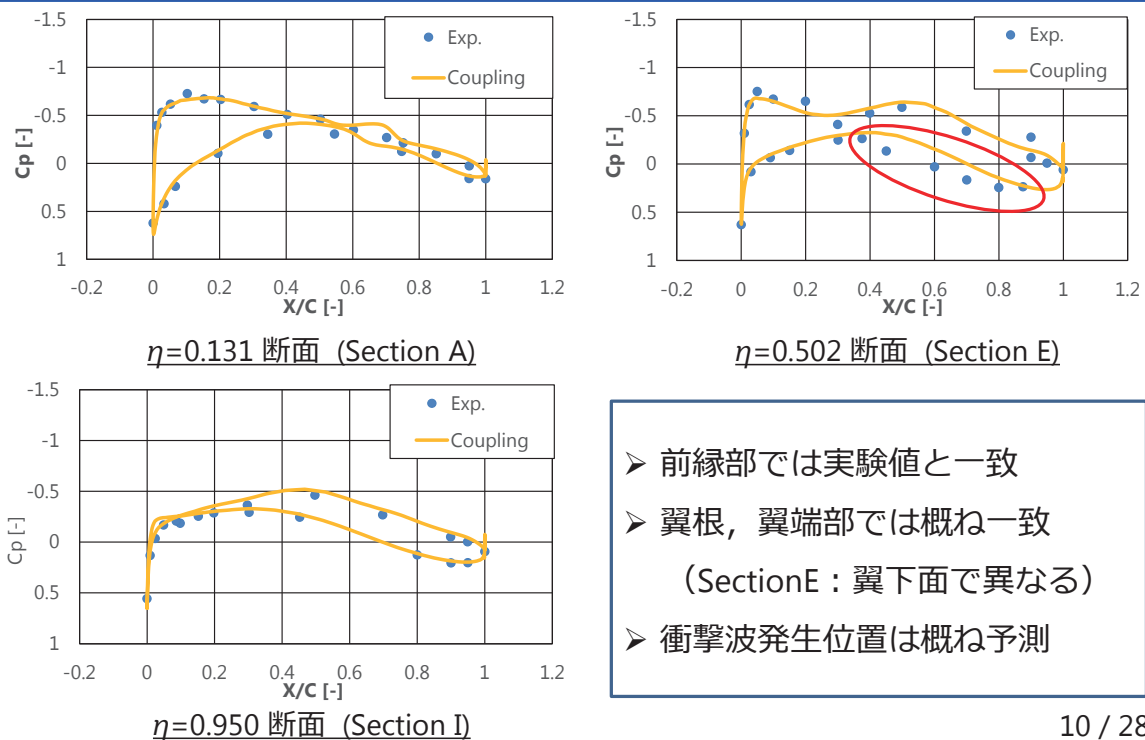 -1.5
-1
-0.5
0
0.5
1
Cp [-]
-0.2 0 0.2 0.4 0.6 0.8 1 1.2
X/C [-]
Exp.
Coupling
η=0.131 断面 (Section A)
-1.5
-1
-0.5
0
0.5
1
Cp [-]
-0.2 0 0.2 0.4 0.6 0.8 1 1.2
X/C [-]
Exp.
Coupling
η=0.502 断面 (Section E)
-1.5
-1
-0.5
0
0.5
1
Cp [-]
-0.2 0 0.2 0.4 0.6 0.8 1 1.2
X/C [-]
Exp.
Coupling
η=0.950 断面 (Section I)
➢ 前縁部では実験値と一致
➢ 翼根，翼端部では概ね一致
（SectionE：翼下面で異なる）
➢ 衝撃波発生位置は概ね予測
10 / 28